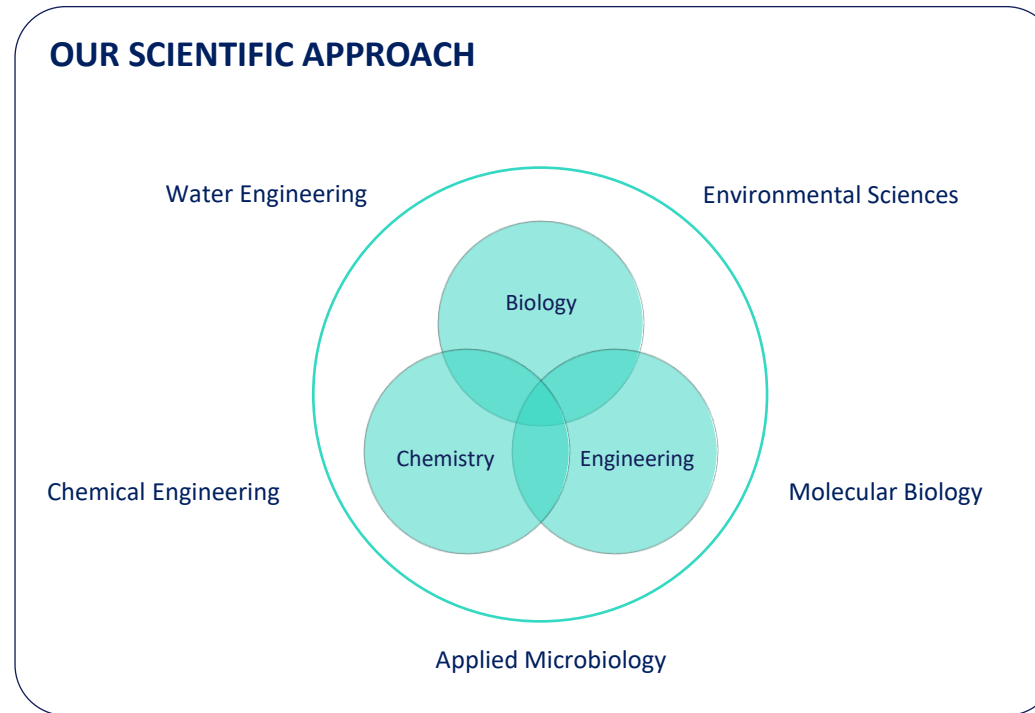 OUR SCIENTIFIC APPROACH
Water Engineering
Environmental Sciences
Biology
Chemistry
Engineering
Chemical Engineering
Molecular Biology
Applied Microbiology